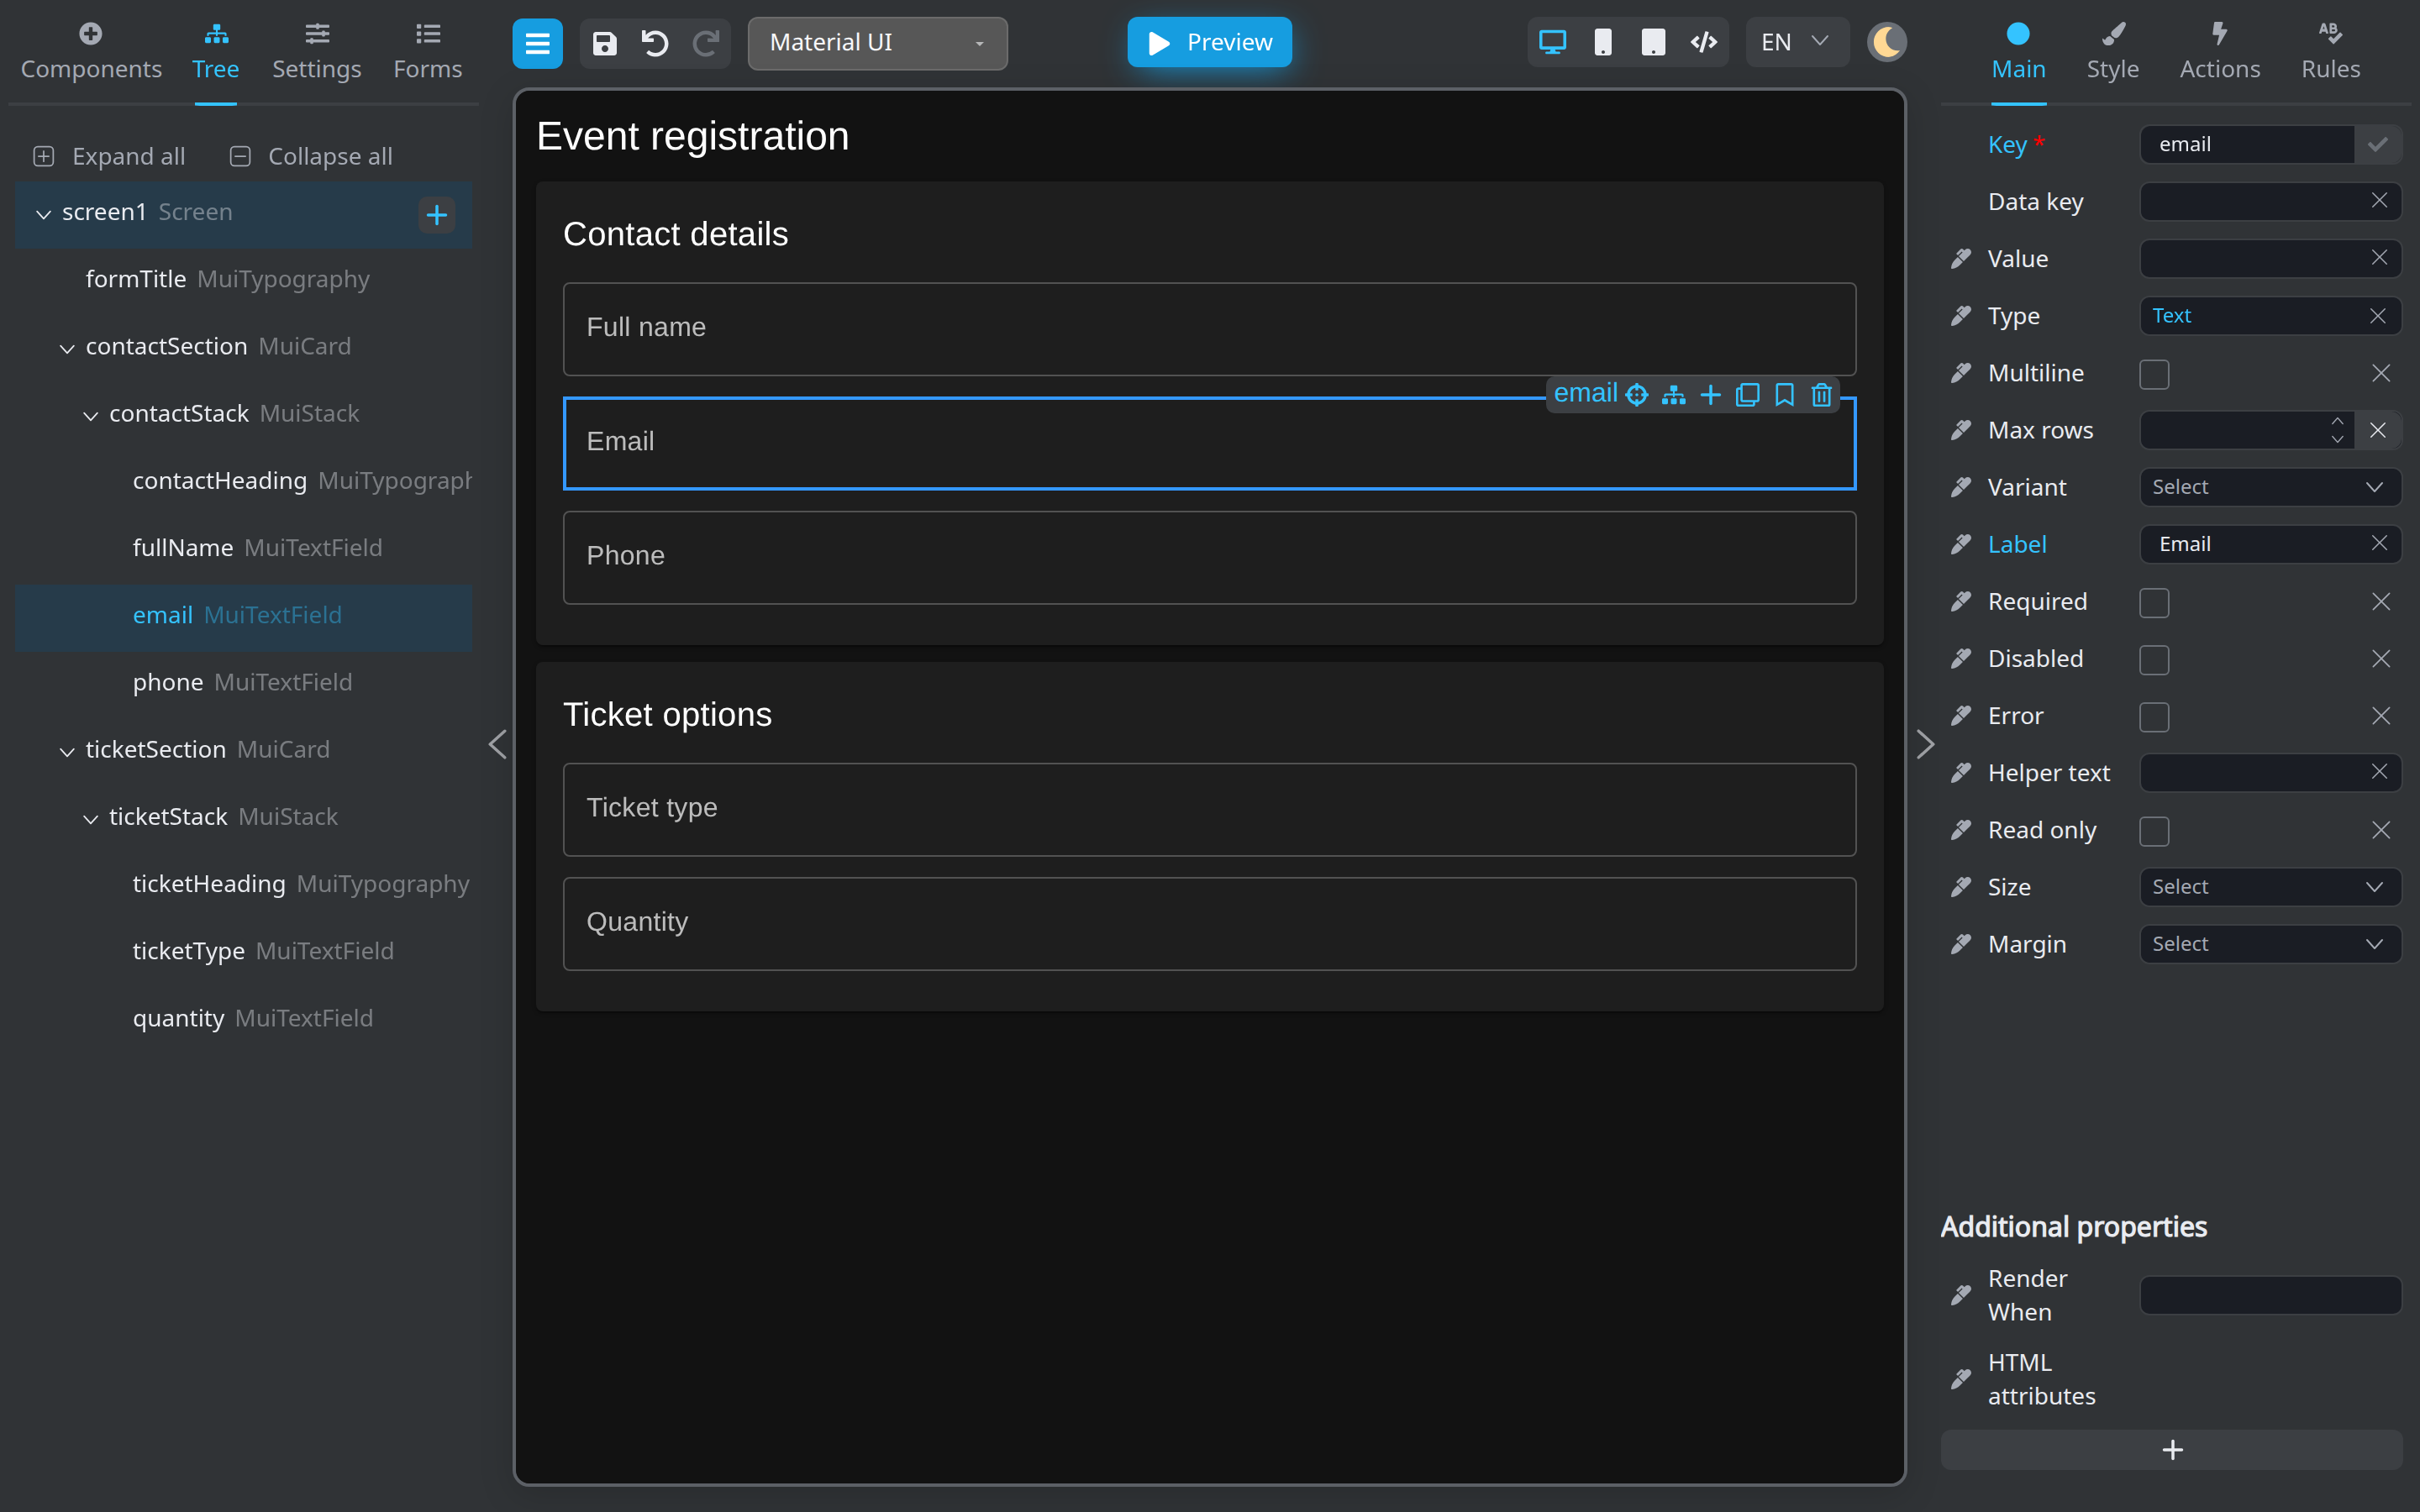 Components
Tree
Settings
Forms
Material UI
Preview
EN
Main
Style
Actions
Rules
Expand all
Collapse all
screen1 Screen
formTitle MuiTypography
contactSection MuiCard
contactStack MuiStack
contactHeading MuiTypograph
fullName MuiTextField
email MuiTextField
phone MuiTextField
ticketSection MuiCard
ticketStack MuiStack
ticketHeading MuiTypography
ticketType MuiTextField
quantity MuiTextField
Event registration
Contact details
Full name
email
Email
Phone
Ticket options
Ticket type
Quantity
Key * email
Data key
Value
Type Text
Multiline
Max rows
Variant Select
Label Email
Required
Disabled
Error
Helper text
Read only
Size Select
Margin Select
Additional properties
Render
When
HTML
attributes